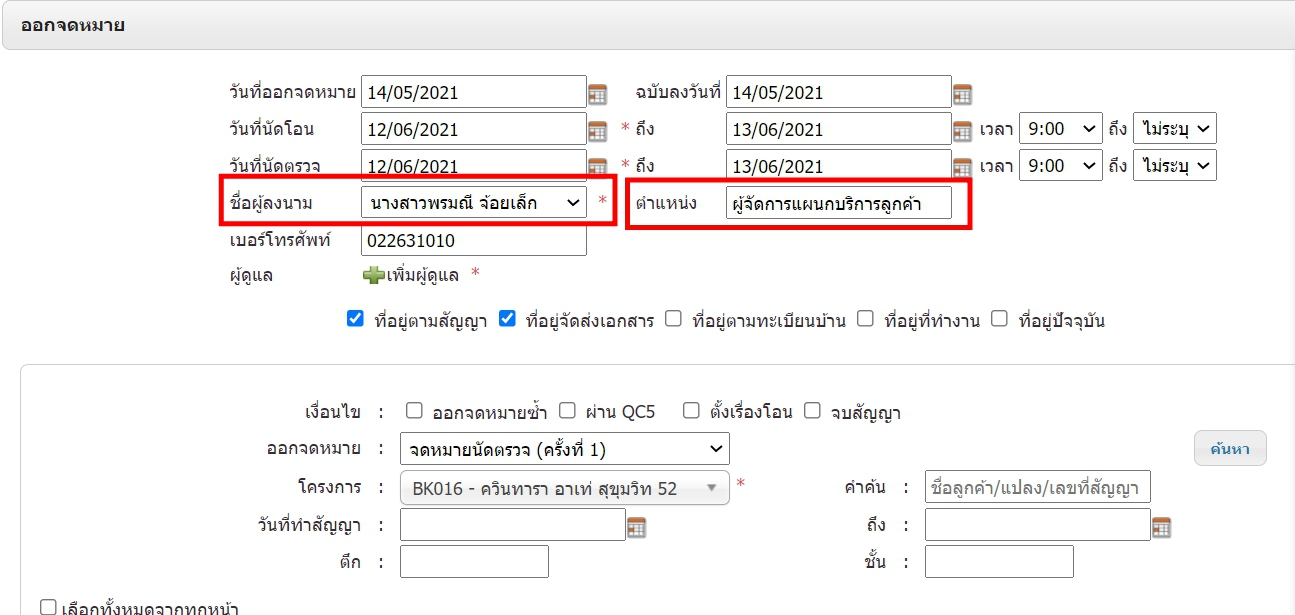 ออกจดหมาย
วันที่ออกจดหมาย 14/05/2021 ฉบับลงวันที่ 14/05/2021
วันที่นัดโอน 12/06/2021 * ถึง 13/06/2021 เวลา 9:00 ถึง ไม่ระบุ
วันที่นัดตรวจ 12/06/2021 * ถึง 13/06/2021 เวลา 9:00 ถึง ไม่ระบุ
ชื่อผู้ลงนาม นางสาวพรมณี จ้อยเล็ก * ตำแหน่ง ผู้จัดการแผนกบริการลูกค้า
เบอร์โทรศัพท์ 022631010
ผู้ดูแล เพิ่มผู้ดูแล *
ที่อยู่ตามสัญญา ที่อยู่จัดส่งเอกสาร ที่อยู่ตามทะเบียนบ้าน ที่อยู่ที่ทำงาน ที่อยู่ปัจจุบัน
เงื่อนไข : ออกจดหมายซ้ำ ผ่าน QC5 ตั้งเรื่องโอน จบสัญญา
ออกจดหมาย : จดหมายนัดตรวจ (ครั้งที่ 1) ค้นหา
โครงการ : BK016 - ควินทารา อาเท่ สุขุมวิท 52 * คำค้น : ชื่อลูกค้า/แปลง/เลขที่สัญญา
วันที่ทำสัญญา : ถึง :
ตึก : ชั้น :
เลือกทั้งหมดจากทุกหน้า